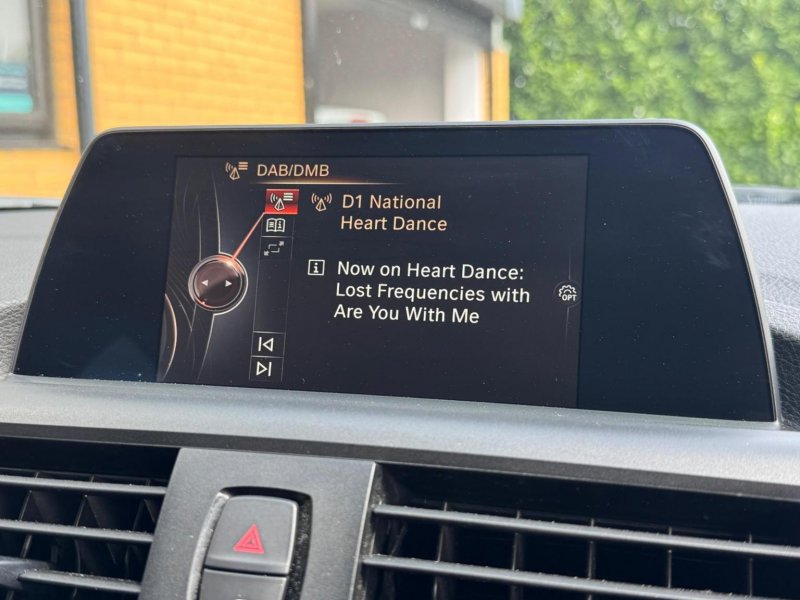 DAB/DMB
D1 National
Heart Dance
Now on Heart Dance:
Lost Frequencies with
Are You With Me
OPT